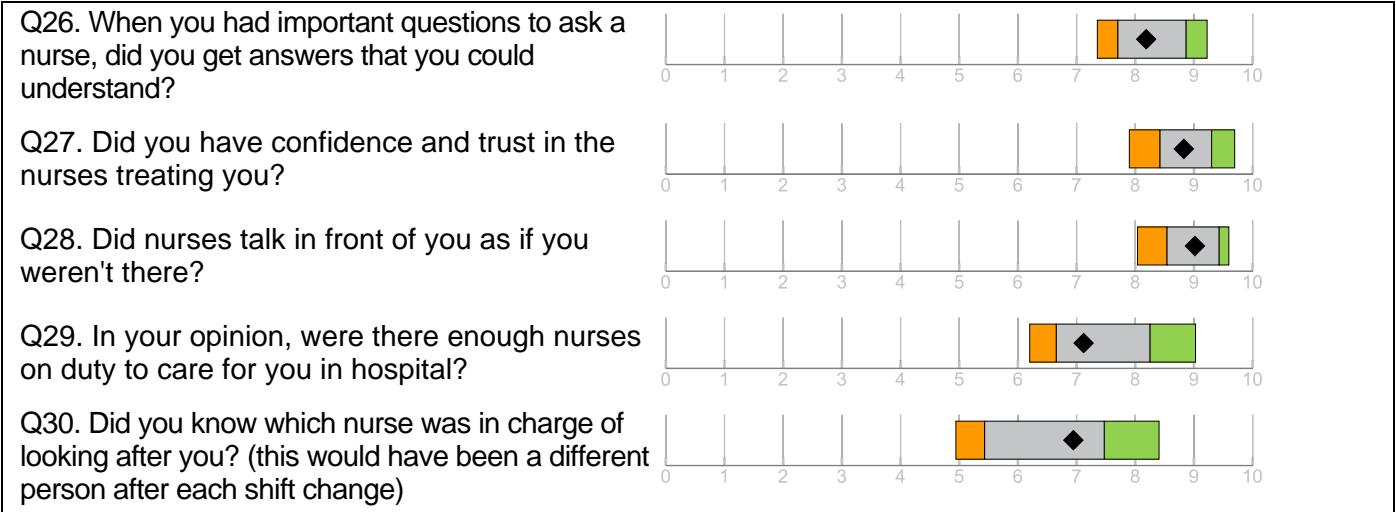 Q26. When you had important questions to ask a
nurse, did you get answers that you could
understand?
0 1 2 3 4 5 6 7 8 9 10
Q27. Did you have confidence and trust in the
nurses treating you?
0 1 2 3 4 5 6 7 8 9 10
Q28. Did nurses talk in front of you as if you
weren't there?
0 1 2 3 4 5 6 7 8 9 10
Q29. In your opinion, were there enough nurses
on duty to care for you in hospital?
0 1 2 3 4 5 6 7 8 9 10
Q30. Did you know which nurse was in charge of
looking after you? (this would have been a different
person after each shift change)
0 1 2 3 4 5 6 7 8 9 10